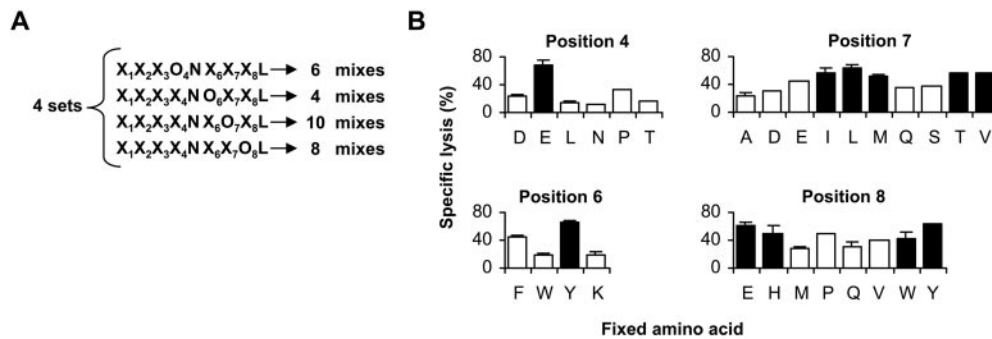 A
4 sets
X₁X₂X₃O₄N X₆X₇X₈L → 6 mixes
X₁X₂X₃X₄N O₆X₇X₈L → 4 mixes
X₁X₂X₃X₄N X₆O₇X₈L → 10 mixes
X₁X₂X₃X₄N X₆X₇O₈L → 8 mixes
B
Specific lysis (%)
Position 4
80
40
0
D E L N P T
Position 7
80
40
0
A D E I L M Q S T V
Position 6
80
40
0
F W Y K
Position 8
80
40
0
E H M P Q V W Y
Fixed amino acid